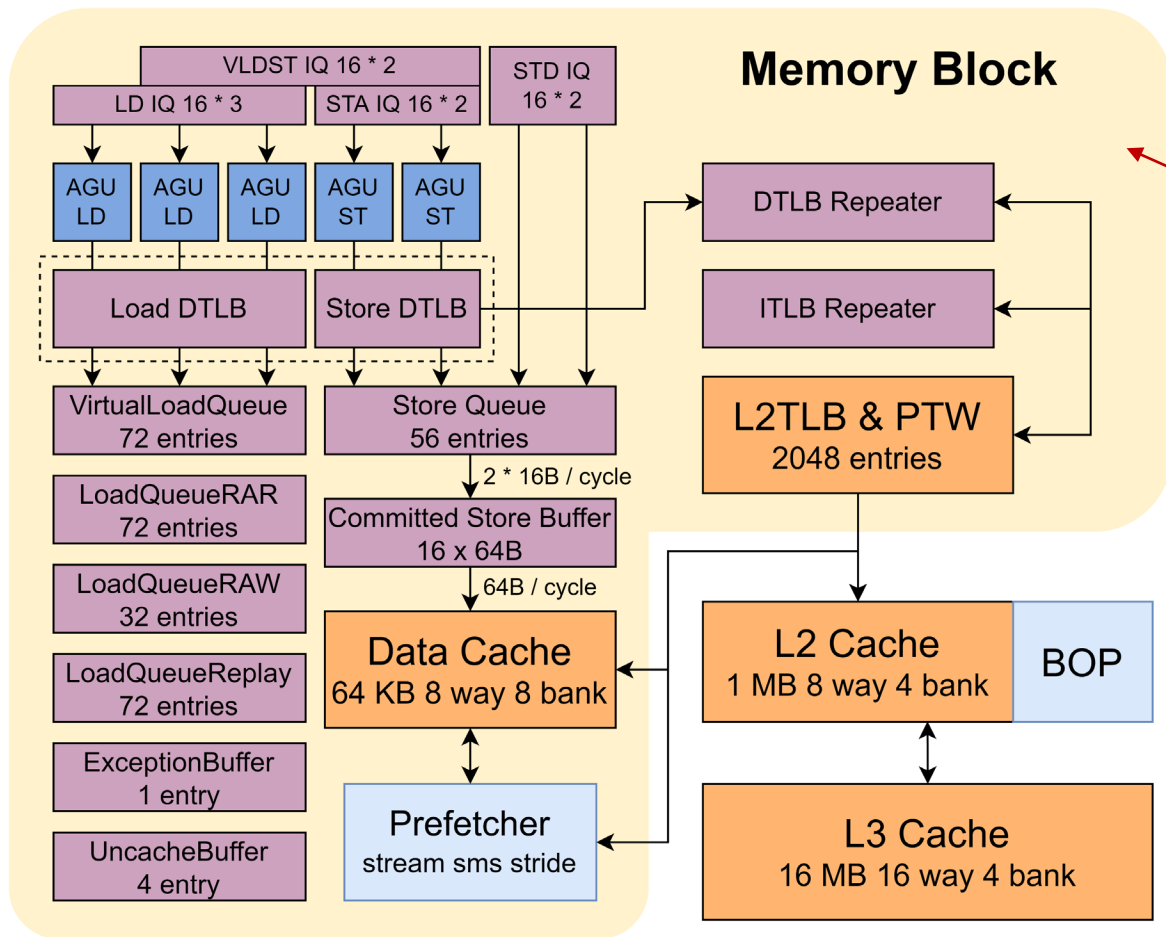 Memory Block
VLDST IQ 16 * 2
LD IQ 16 * 3
STA IQ 16 * 2
STD IQ
16 * 2
AGU
LD
AGU
LD
AGU
LD
AGU
ST
AGU
ST
Load DTLB
Store DTLB
DTLB Repeater
ITLB Repeater
L2TLB & PTW
2048 entries
VirtualLoadQueue
72 entries
Store Queue
56 entries
2 * 16B / cycle
LoadQueueRAR
72 entries
Committed Store Buffer
16 x 64B
64B / cycle
LoadQueueRAW
32 entries
Data Cache
64 KB 8 way 8 bank
L2 Cache
1 MB 8 way 4 bank
BOP
LoadQueueReplay
72 entries
ExceptionBuffer
1 entry
Prefetcher
stream sms stride
L3 Cache
16 MB 16 way 4 bank
UncacheBuffer
4 entry